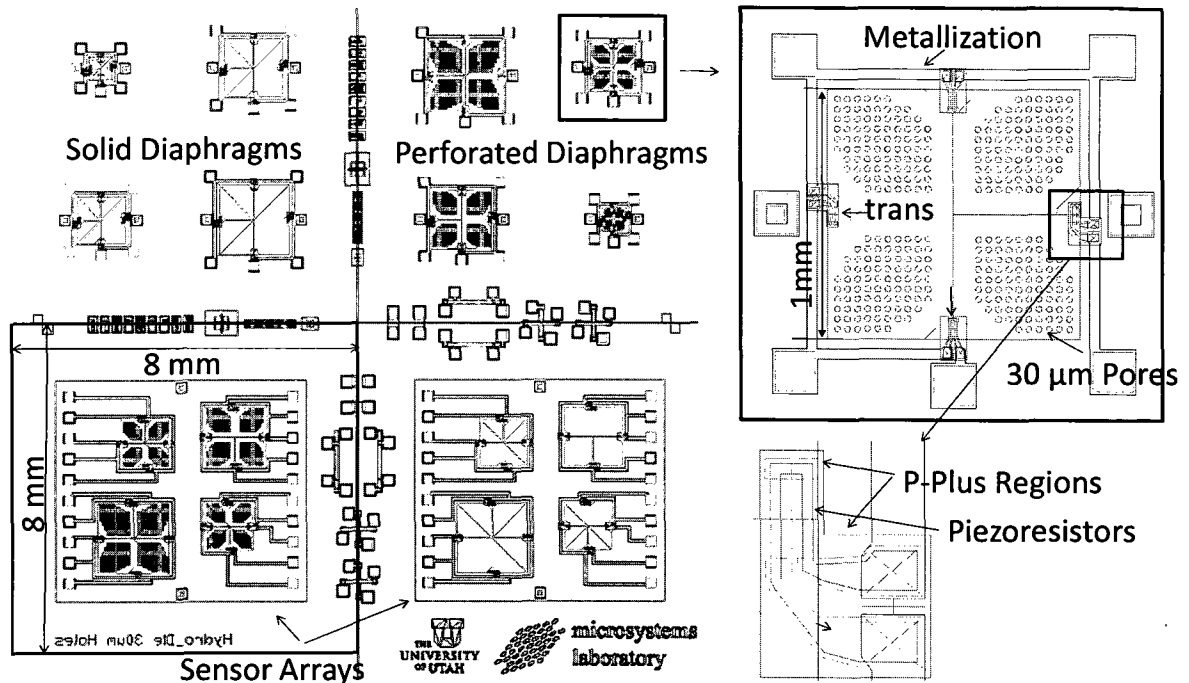 Metallization
Solid Diaphragms
Perforated Diaphragms
trans
1mm
30 µm Pores
8 mm
8 mm
P-Plus Regions
Piezoresistors
Hydro_Die 30um Holes
Sensor Arrays
THE
UNIVERSITY
OF UTAH
microsystems
laboratory